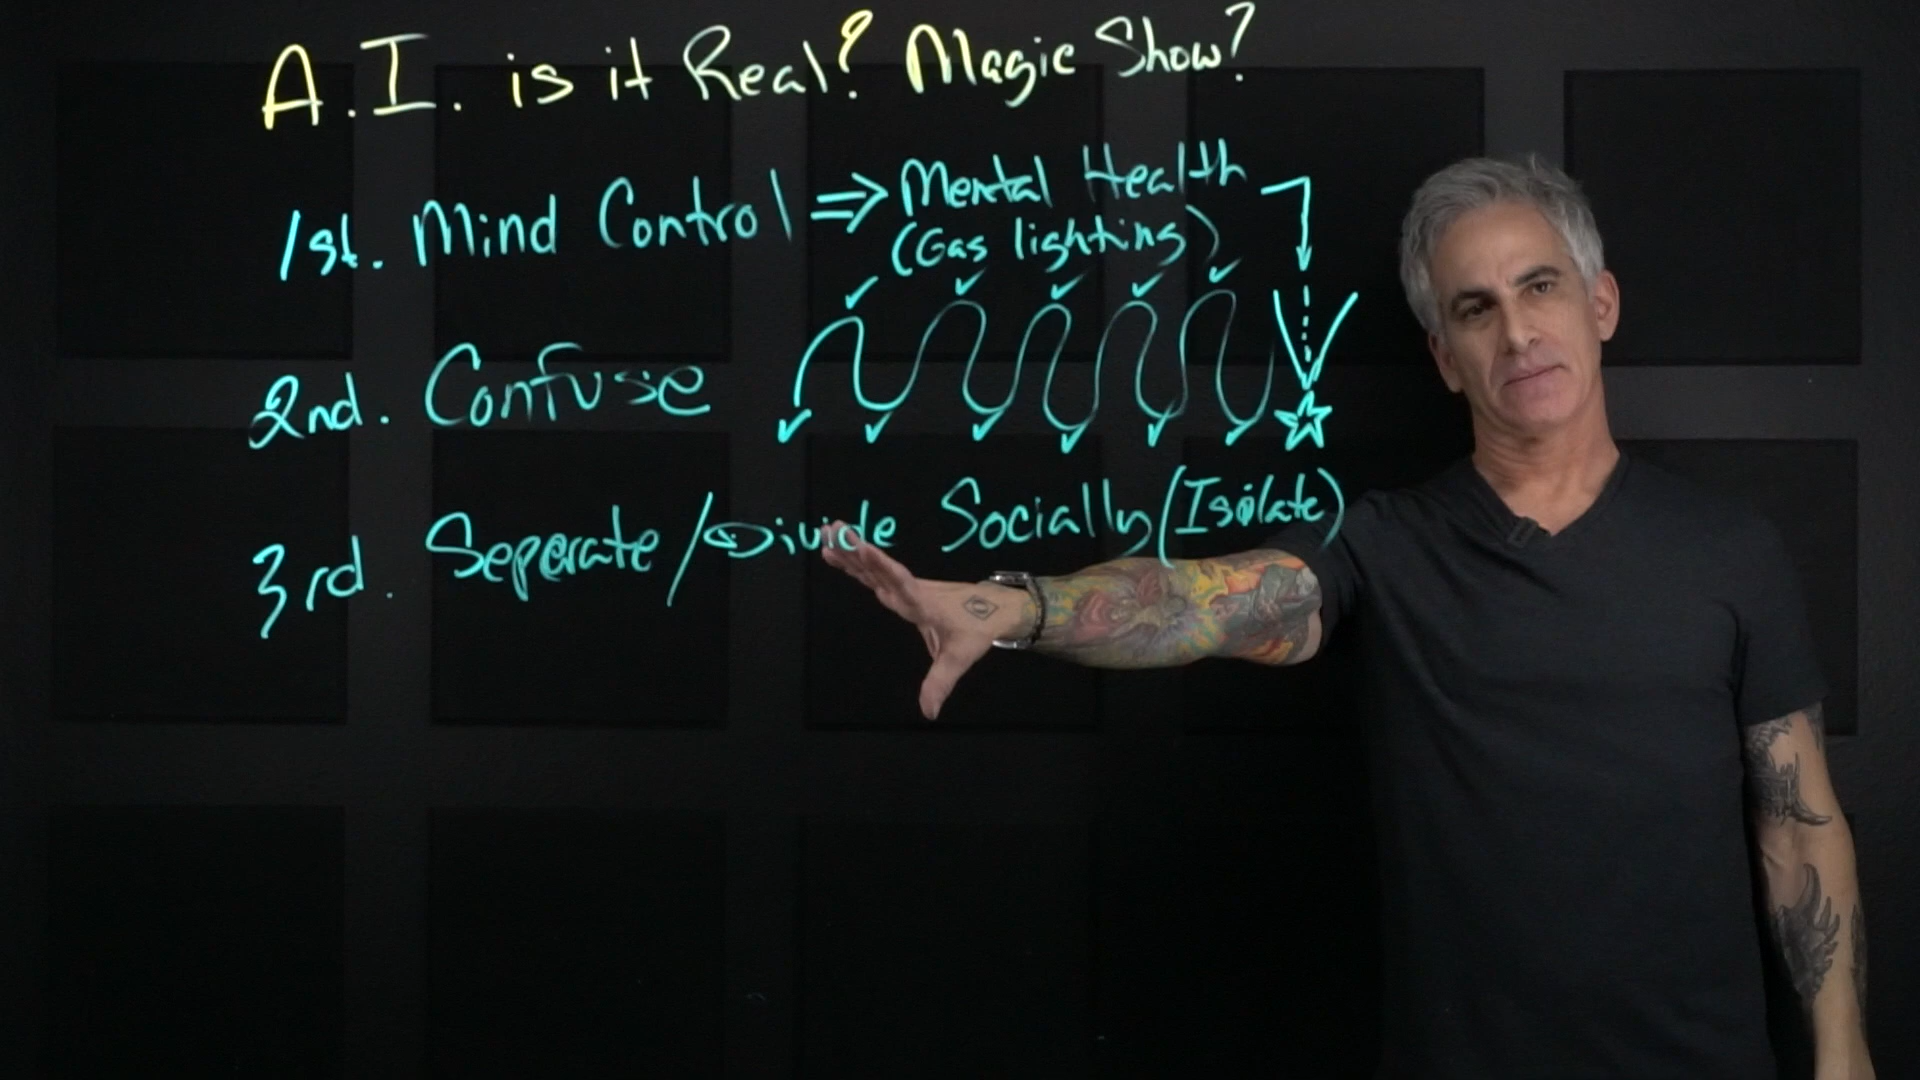 A.I. is it Real? Magic Show?
1st. Mind Control ⇒ Mental Health
(Gas lighting)
2nd. Confuse
3rd. Seperate/Divide Socially (Isolate)